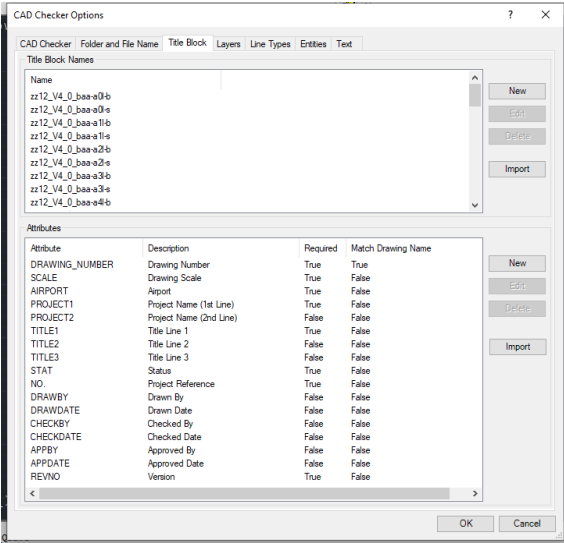 CAD Checker Options ? X
CAD Checker Folder and File Name Title Block Layers Line Types Entities Text
Title Block Names
Name
zz12_V4_0_baa-a0l-b
zz12_V4_0_baa-a0l-s
zz12_V4_0_baa-a1l-b
zz12_V4_0_baa-a1l-s
zz12_V4_0_baa-a2l-b
zz12_V4_0_baa-a2l-s
zz12_V4_0_baa-a3l-b
zz12_V4_0_baa-a3l-s
zz12_V4_0_baa-a4l-b
New
Edit
Delete
Import
Attributes
Attribute Description Required Match Drawing Name
DRAWING_NUMBER Drawing Number True True
SCALE Drawing Scale True False
AIRPORT Airport True False
PROJECT1 Project Name (1st Line) True False
PROJECT2 Project Name (2nd Line) False False
TITLE1 Title Line 1 True False
TITLE2 Title Line 2 False False
TITLE3 Title Line 3 False False
STAT Status True False
NO. Project Reference True False
DRAWBY Drawn By False False
DRAWDATE Drawn Date False False
CHECKBY Checked By False False
CHECKDATE Checked Date False False
APPBY Approved By False False
APPDATE Approved Date False False
REVNO Version True False
New
Edit
Delete
Import
OK Cancel